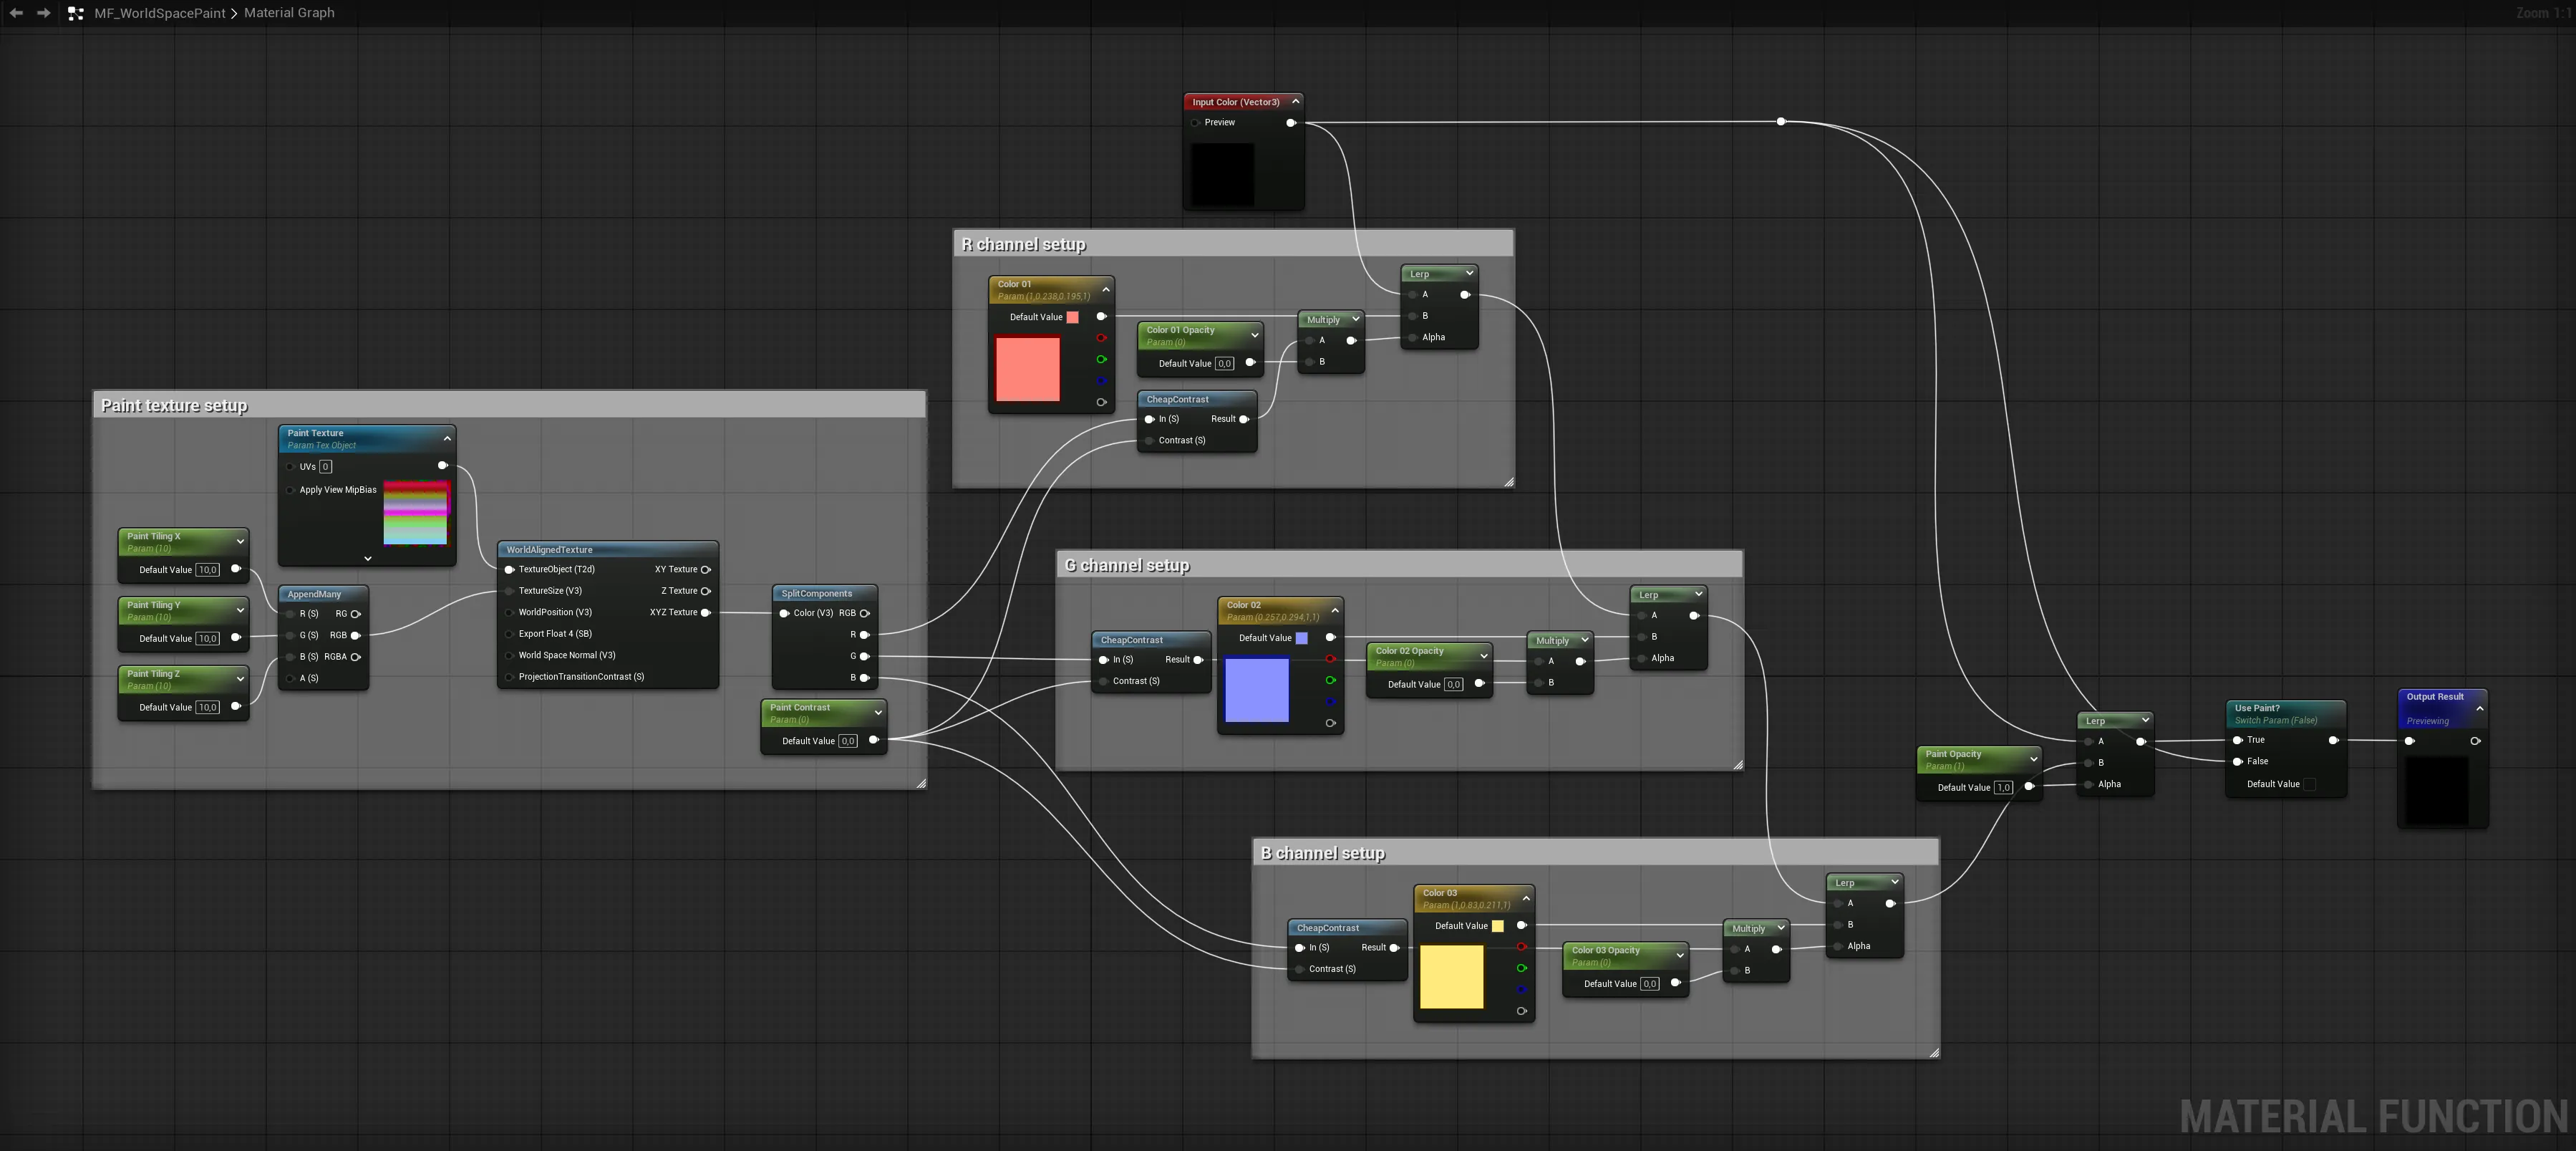 MF_WorldSpacePaint > Material Graph
Zoom 1:1
Input Color (Vector3)
Preview
R channel setup
Color 01
Param (1,0.238,0.195,1)
Default Value
Color 01 Opacity
Param (0)
Default Value 0,0
CheapContrast
In (S) Result
Contrast (S)
Multiply
A
B
Lerp
A
B
Alpha
Paint texture setup
Paint Texture
Param Tex Object
UVs 0
Apply View MipBias
Paint Tiling X
Param (10)
Default Value 10,0
Paint Tiling Y
Param (10)
Default Value 10,0
Paint Tiling Z
Param (10)
Default Value 10,0
AppendMany
R (S) RG
G (S) RGB
B (S) RGBA
A (S)
WorldAlignedTexture
TextureObject (T2d) XY Texture
TextureSize (V3) Z Texture
WorldPosition (V3) XYZ Texture
Export Float 4 (SB)
World Space Normal (V3)
ProjectionTransitionContrast (S)
SplitComponents
Color (V3) RGB
R
G
B
Paint Contrast
Param (0)
Default Value 0,0
G channel setup
CheapContrast
In (S) Result
Contrast (S)
Color 02
Param (0.257,0.294,1,1)
Default Value
Color 02 Opacity
Param (0)
Default Value 0,0
Multiply
A
B
Lerp
A
B
Alpha
B channel setup
CheapContrast
In (S) Result
Contrast (S)
Color 03
Param (1,0.83,0.211,1)
Default Value
Color 03 Opacity
Param (0)
Default Value 0,0
Multiply
A
B
Lerp
A
B
Alpha
Paint Opacity
Param (1)
Default Value 1,0
Lerp
A
B
Alpha
Use Paint?
Switch Param (False)
True
False
Default Value
Output Result
Previewing
MATERIAL FUNCTION